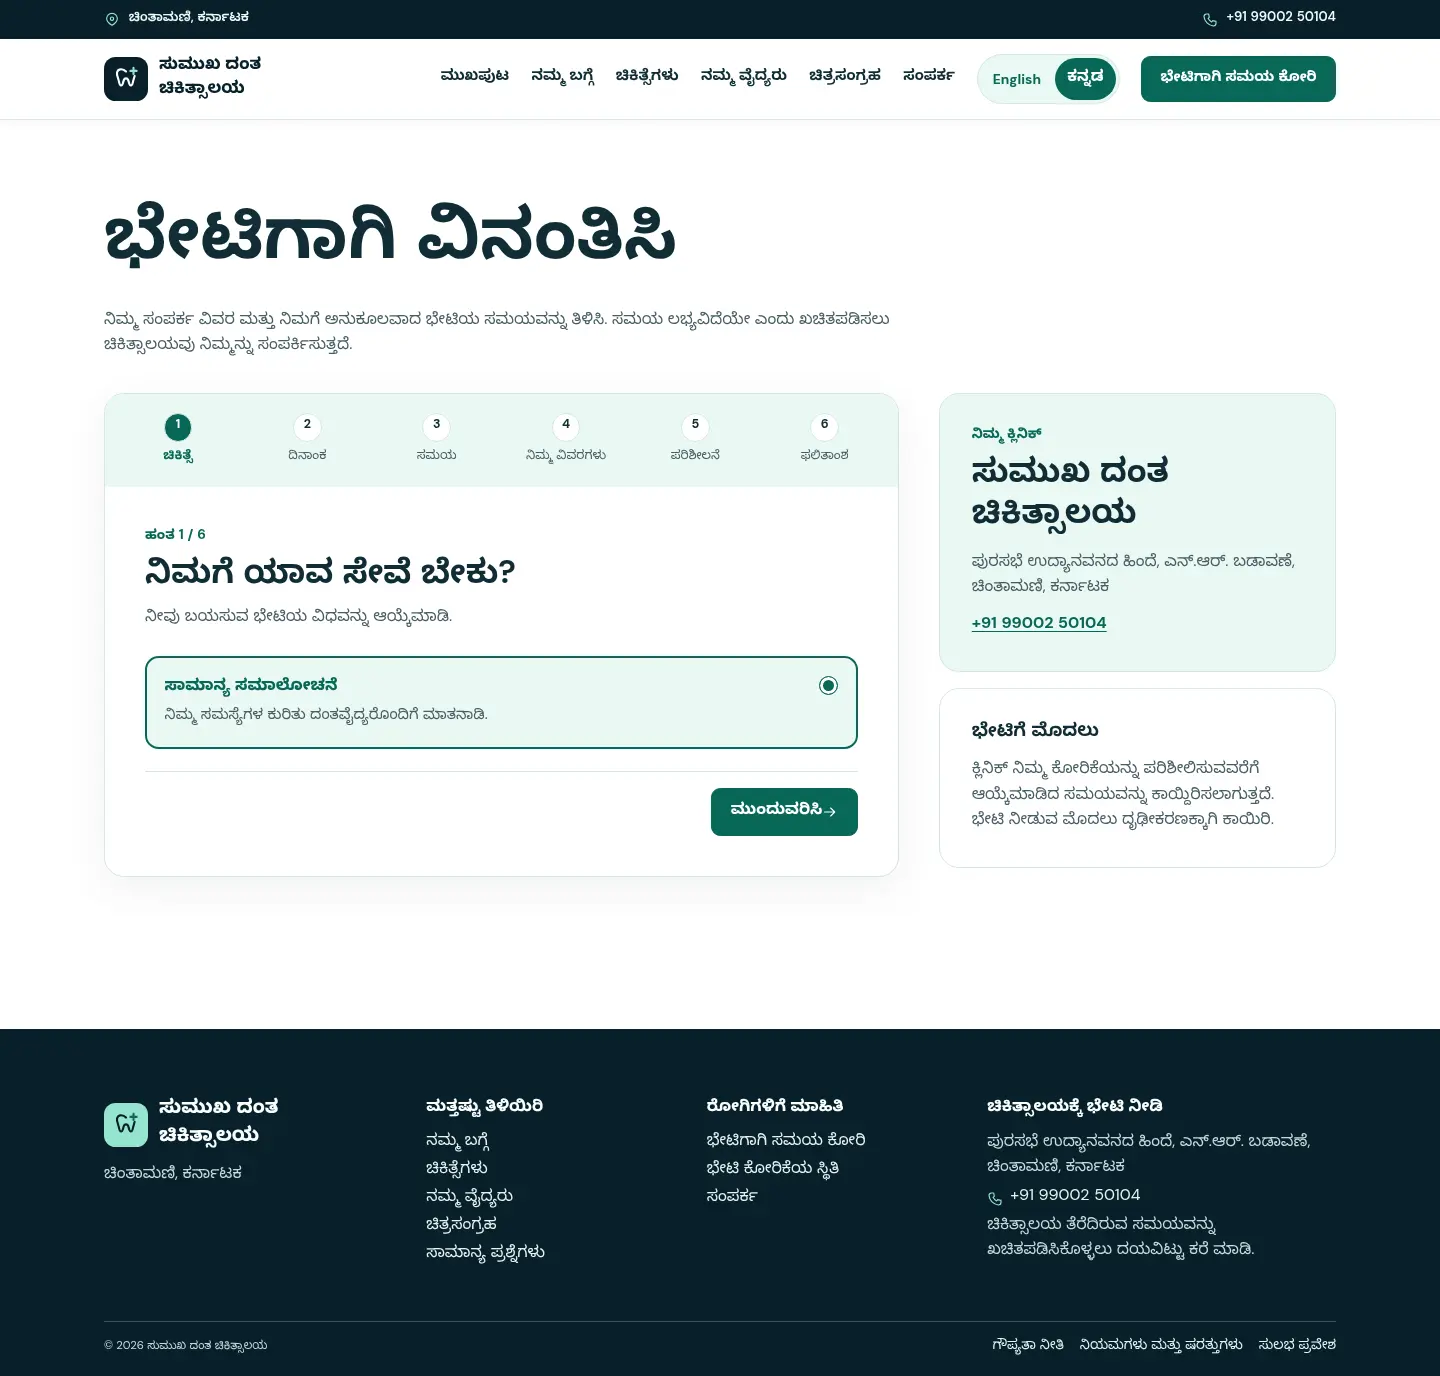 ಚಿಂತಾಮಣಿ, ಕರ್ನಾಟಕ
+91 99002 50104
ಸುಮುಖ ದಂತ
ಚಿಕಿತ್ಸಾಲಯ
ಮುಖಪುಟ ನಮ್ಮ ಬಗ್ಗೆ ಚಿಕಿತ್ಸೆಗಳು ನಮ್ಮ ವೈದ್ಯರು ಚಿತ್ರಸಂಗ್ರಹ ಸಂಪರ್ಕ English ಕನ್ನಡ ಭೇಟಿಗಾಗಿ ಸಮಯ ಕೋರಿ
ಭೇಟಿಗಾಗಿ ವಿನಂತಿಸಿ
ನಿಮ್ಮ ಸಂಪರ್ಕ ವಿವರ ಮತ್ತು ನಿಮಗೆ ಅನುಕೂಲವಾದ ಭೇಟಿಯ ಸಮಯವನ್ನು ತಿಳಿಸಿ. ಸಮಯ ಲಭ್ಯವಿದೆಯೇ ಎಂದು ಖಚಿತಪಡಿಸಲು
ಚಿಕಿತ್ಸಾಲಯವು ನಿಮ್ಮನ್ನು ಸಂಪರ್ಕಿಸುತ್ತದೆ.
1 2 3 4 5 6
ಚಿಕಿತ್ಸೆ ದಿನಾಂಕ ಸಮಯ ನಿಮ್ಮ ವಿವರಗಳು ಪರಿಶೀಲನೆ ಫಲಿತಾಂಶ
ಹಂತ 1 / 6
ನಿಮಗೆ ಯಾವ ಸೇವೆ ಬೇಕು?
ನೀವು ಬಯಸುವ ಭೇಟಿಯ ವಿಧವನ್ನು ಆಯ್ಕೆಮಾಡಿ.
ಸಾಮಾನ್ಯ ಸಮಾಲೋಚನೆ
ನಿಮ್ಮ ಸಮಸ್ಯೆಗಳ ಕುರಿತು ದಂತವೈದ್ಯರೊಂದಿಗೆ ಮಾತನಾಡಿ.
ಮುಂದುವರಿಸಿ→
ನಿಮ್ಮ ಕ್ಲಿನಿಕ್
ಸುಮುಖ ದಂತ
ಚಿಕಿತ್ಸಾಲಯ
ಪುರಸಭೆ ಉದ್ಯಾನವನದ ಹಿಂದೆ, ಎನ್.ಆರ್. ಬಡಾವಣೆ,
ಚಿಂತಾಮಣಿ, ಕರ್ನಾಟಕ
+91 99002 50104
ಭೇಟಿಗೆ ಮೊದಲು
ಕ್ಲಿನಿಕ್ ನಿಮ್ಮ ಕೋರಿಕೆಯನ್ನು ಪರಿಶೀಲಿಸುವವರೆಗೆ
ಆಯ್ಕೆಮಾಡಿದ ಸಮಯವನ್ನು ಕಾಯ್ದಿರಿಸಲಾಗುತ್ತದೆ.
ಭೇಟಿ ನೀಡುವ ಮೊದಲು ದೃಢೀಕರಣಕ್ಕಾಗಿ ಕಾಯಿರಿ.
ಸುಮುಖ ದಂತ
ಚಿಕಿತ್ಸಾಲಯ
ಚಿಂತಾಮಣಿ, ಕರ್ನಾಟಕ
ಮತ್ತಷ್ಟು ತಿಳಿಯಿರಿ
ನಮ್ಮ ಬಗ್ಗೆ
ಚಿಕಿತ್ಸೆಗಳು
ನಮ್ಮ ವೈದ್ಯರು
ಚಿತ್ರಸಂಗ್ರಹ
ಸಾಮಾನ್ಯ ಪ್ರಶ್ನೆಗಳು
ರೋಗಿಗಳಿಗೆ ಮಾಹಿತಿ
ಭೇಟಿಗಾಗಿ ಸಮಯ ಕೋರಿ
ಭೇಟಿ ಕೋರಿಕೆಯ ಸ್ಥಿತಿ
ಸಂಪರ್ಕ
ಚಿಕಿತ್ಸಾಲಯಕ್ಕೆ ಭೇಟಿ ನೀಡಿ
ಪುರಸಭೆ ಉದ್ಯಾನವನದ ಹಿಂದೆ, ಎನ್.ಆರ್. ಬಡಾವಣೆ,
ಚಿಂತಾಮಣಿ, ಕರ್ನಾಟಕ
+91 99002 50104
ಚಿಕಿತ್ಸಾಲಯ ತೆರೆದಿರುವ ಸಮಯವನ್ನು
ಖಚಿತಪಡಿಸಿಕೊಳ್ಳಲು ದಯವಿಟ್ಟು ಕರೆ ಮಾಡಿ.
© 2026 ಸುಮುಖ ದಂತ ಚಿಕಿತ್ಸಾಲಯ
ಗೌಪ್ಯತಾ ನೀತಿ ನಿಯಮಗಳು ಮತ್ತು ಷರತ್ತುಗಳು ಸುಲಭ ಪ್ರವೇಶ